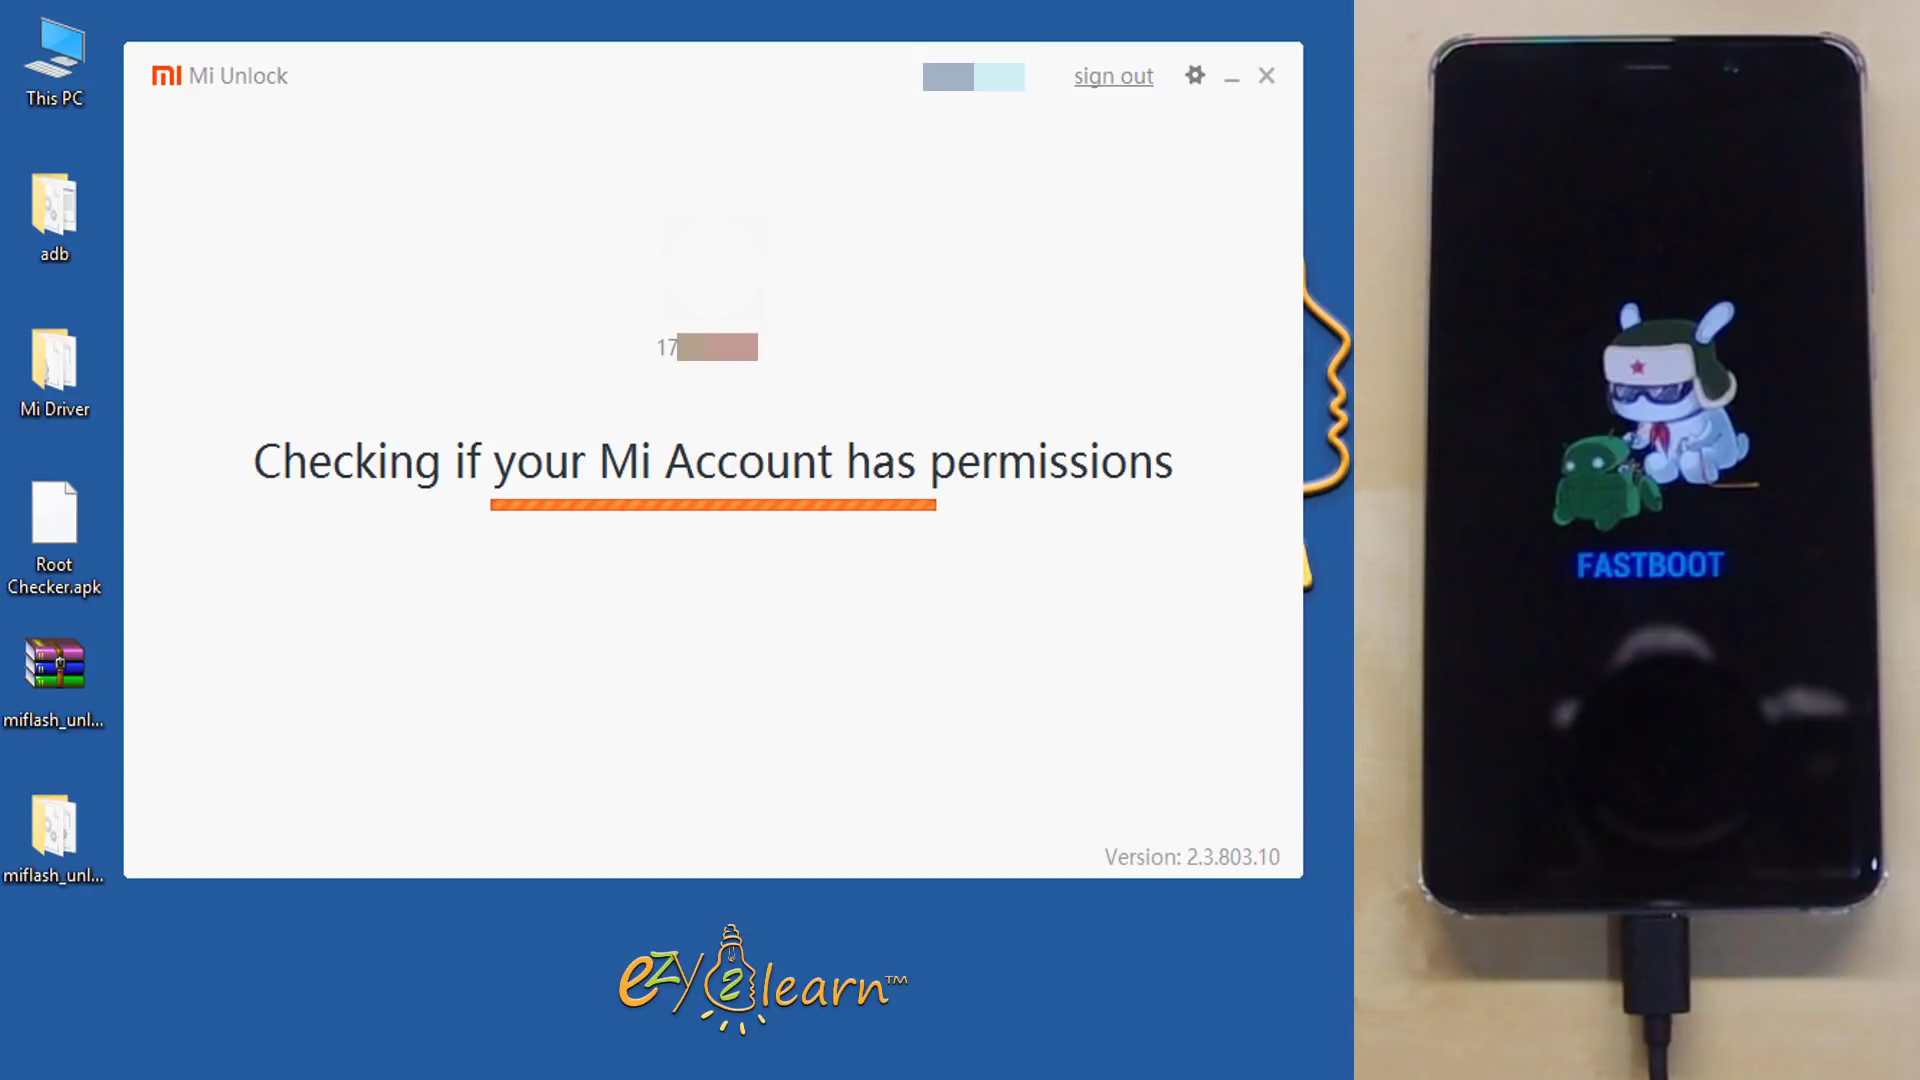 This PC
adb
Mi Driver
Root
Checker.apk
miflash_unl...
miflash_unl...
mi Mi Unlock
sign out
17
Checking if your Mi Account has permissions
Version: 2.3.803.10
ezy2learn™
FASTBOOT